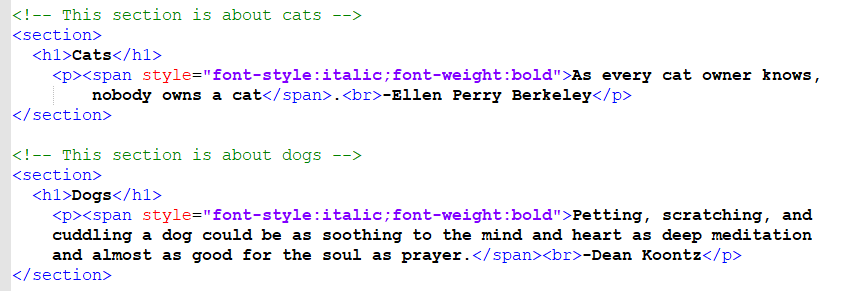 <!-- This section is about cats -->
<section>
  <h1>Cats</h1>
    <p><span style="font-style:italic;font-weight:bold">As every cat owner knows,
        nobody owns a cat</span>.<br>-Ellen Perry Berkeley</p>
</section>

<!-- This section is about dogs -->
<section>
  <h1>Dogs</h1>
    <p><span style="font-style:italic;font-weight:bold">Petting, scratching, and
    cuddling a dog could be as soothing to the mind and heart as deep meditation
    and almost as good for the soul as prayer.</span><br>-Dean Koontz</p>
</section>